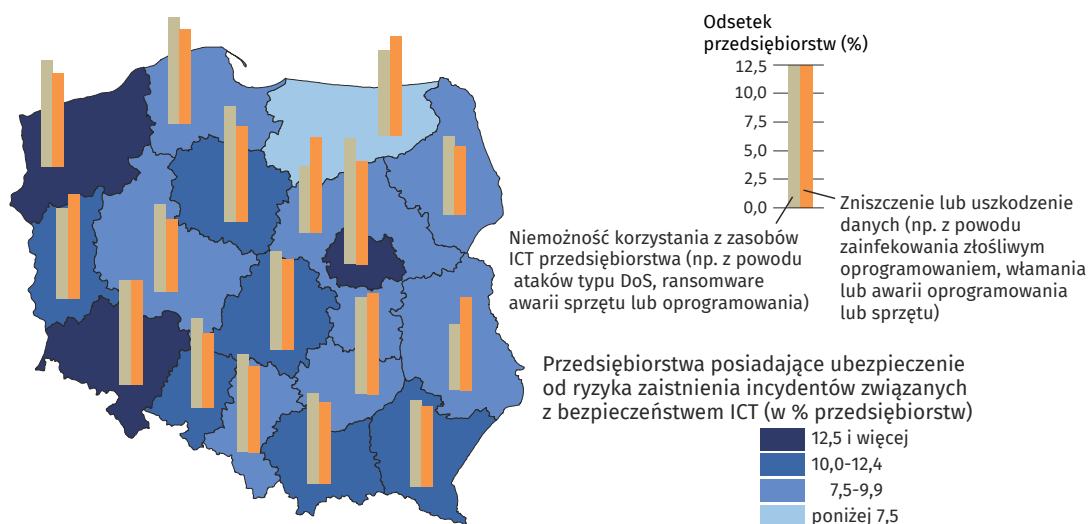 Odsetek
przedsiębiorstw (%)
12,5
10,0
7,5
5,0
2,5
0,0
Niemożność korzystania z zasobów
ICT przedsiębiorstwa (np. z powodu
ataków typu DoS, ransomware
awarii sprzętu lub oprogramowania)
Zniszczenie lub uszkodzenie
danych (np. z powodu
zainfekowania złośliwym
oprogramowaniem, włamania
lub awarii oprogramowania
lub sprzętu)
Przedsiębiorstwa posiadające ubezpieczenie
od ryzyka zaistnienia incydentów związanych
z bezpieczeństwem ICT (w % przedsiębiorstw)
12,5 i więcej
10,0-12,4
7,5-9,9
poniżej 7,5